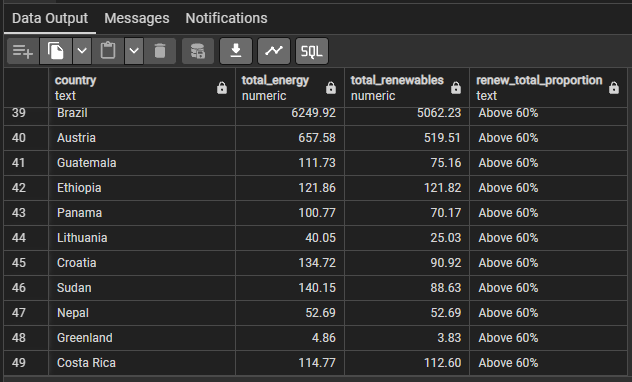 Data Output Messages Notifications
SQL
country total_energy total_renewables renew_total_proportion
text numeric numeric text
39 Brazil 6249.92 5062.23 Above 60%
40 Austria 657.58 519.51 Above 60%
41 Guatemala 111.73 75.16 Above 60%
42 Ethiopia 121.86 121.82 Above 60%
43 Panama 100.77 70.17 Above 60%
44 Lithuania 40.05 25.03 Above 60%
45 Croatia 134.72 90.92 Above 60%
46 Sudan 140.15 88.63 Above 60%
47 Nepal 52.69 52.69 Above 60%
48 Greenland 4.86 3.83 Above 60%
49 Costa Rica 114.77 112.60 Above 60%